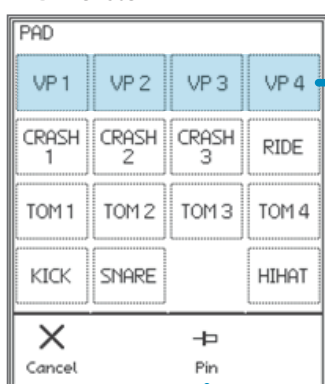 PAD
VP 1 VP 2 VP 3 VP 4
CRASH 1 CRASH 2 CRASH 3 RIDE
TOM 1 TOM 2 TOM 3 TOM 4
KICK SNARE HIHAT
Cancel Pin